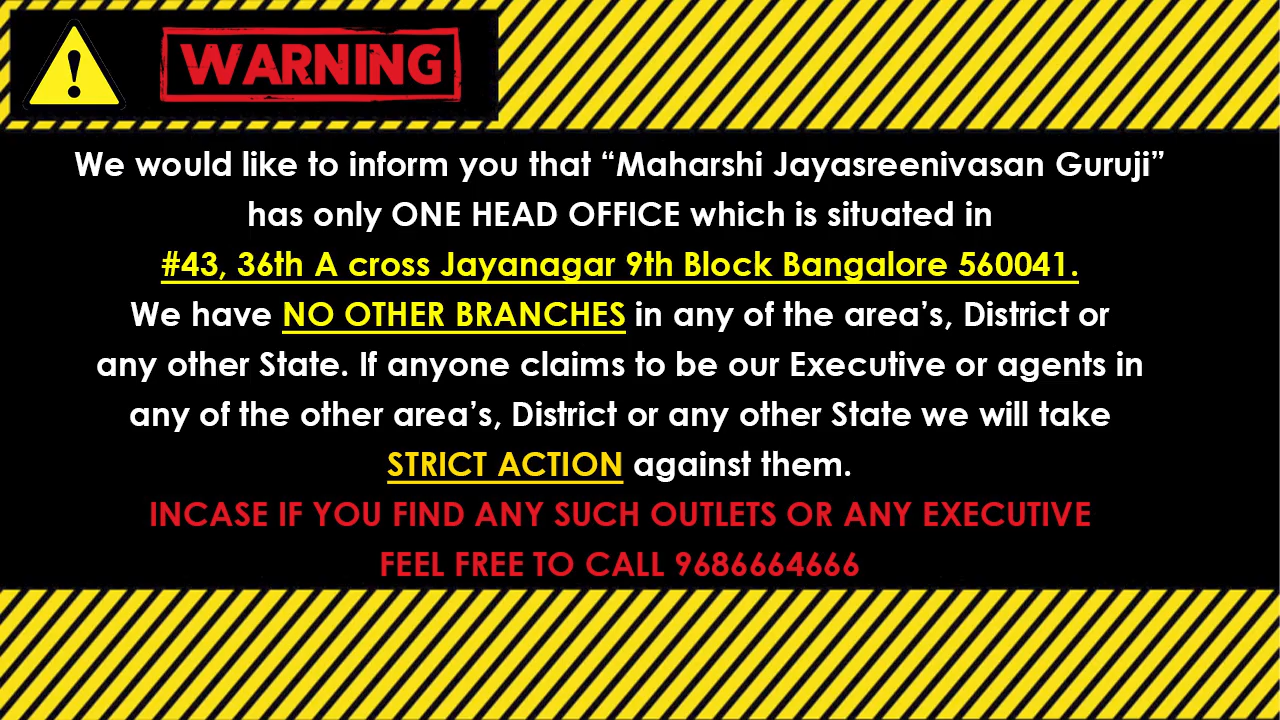 WARNING
We would like to inform you that “Maharshi Jayasreenivasan Guruji”
has only ONE HEAD OFFICE which is situated in
#43, 36th A cross Jayanagar 9th Block Bangalore 560041.
We have NO OTHER BRANCHES in any of the area’s, District or
any other State. If anyone claims to be our Executive or agents in
any of the other area’s, District or any other State we will take
STRICT ACTION against them.
INCASE IF YOU FIND ANY SUCH OUTLETS OR ANY EXECUTIVE
FEEL FREE TO CALL 9686664666